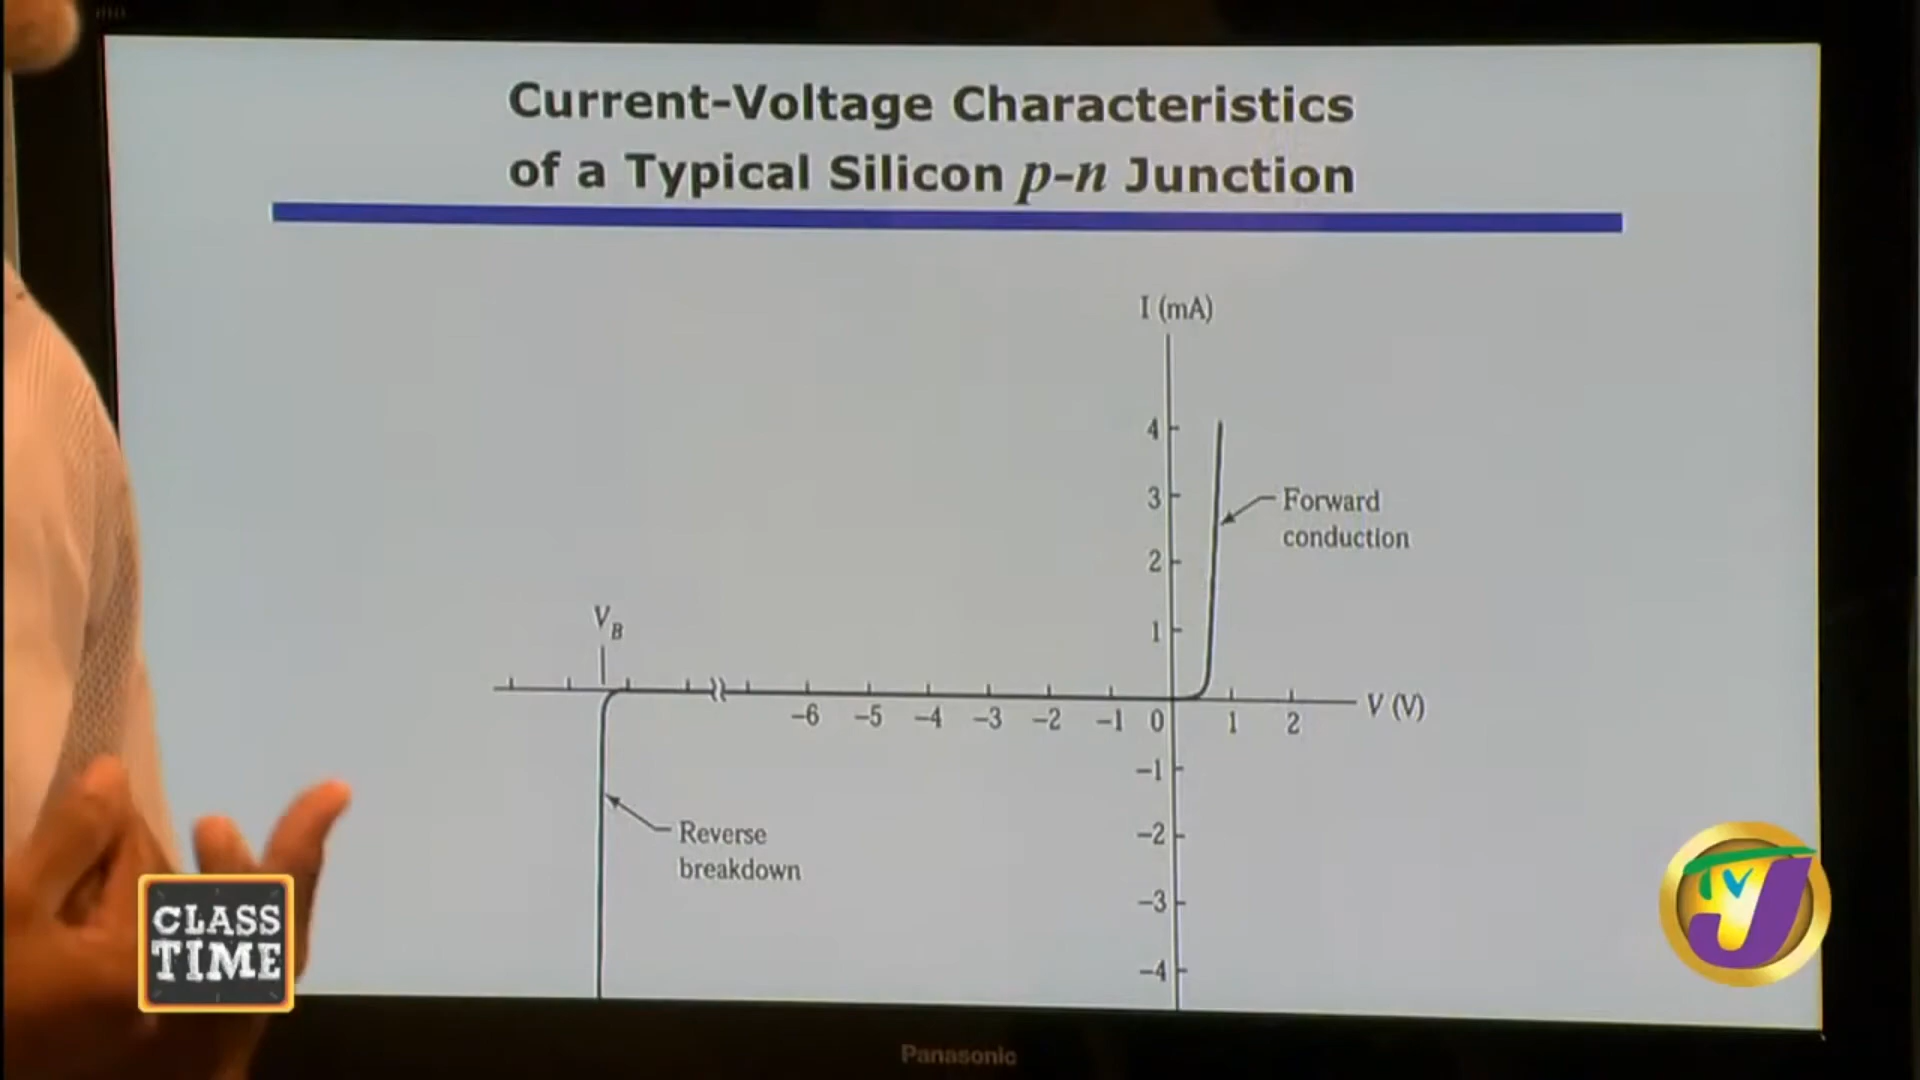 Current-Voltage Characteristics
of a Typical Silicon p-n Junction
I (mA)
4
3
2
1
Forward
conduction
V_B
-6 -5 -4 -3 -2 -1 0 1 2 V (V)
-1
-2
-3
-4
Reverse
breakdown
CLASS
TIME
TVJ
Panasonic